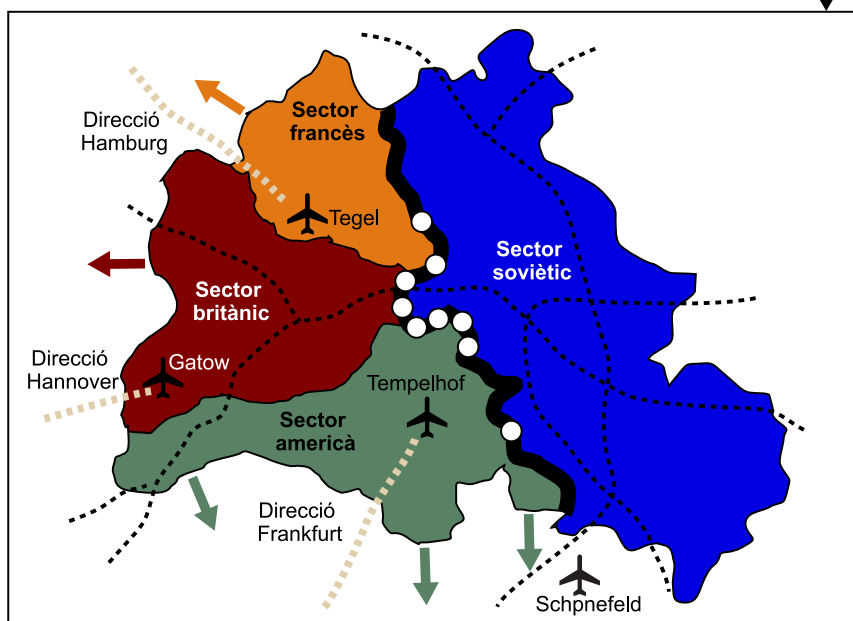 Direcció
Hamburg
Sector
francès
Tegel
Sector
soviètic
Sector
britànic
Direcció
Hannover
Gatow
Tempelhof
Sector
americà
Direcció
Frankfurt
Schpnefeld